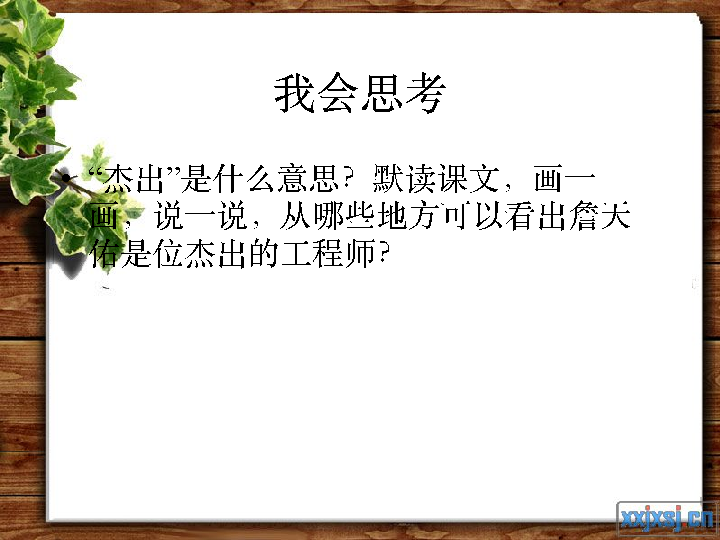 我会思考
“杰出”是什么意思？默读课文，画一
画，说一说，从哪些地方可以看出詹天
佑是位杰出的工程师？
xxjxsj.cn